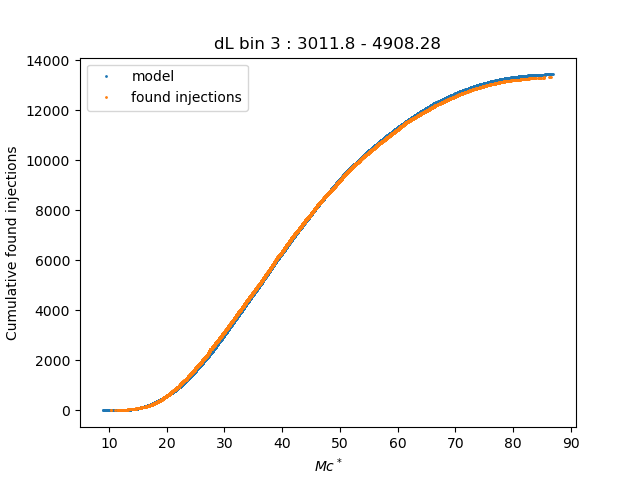 dL bin 3 : 3011.8 - 4908.28
14000
12000
10000
8000
6000
4000
2000
0
Cumulative found injections
model
found injections
10 20 30 40 50 60 70 80 90
Mc*